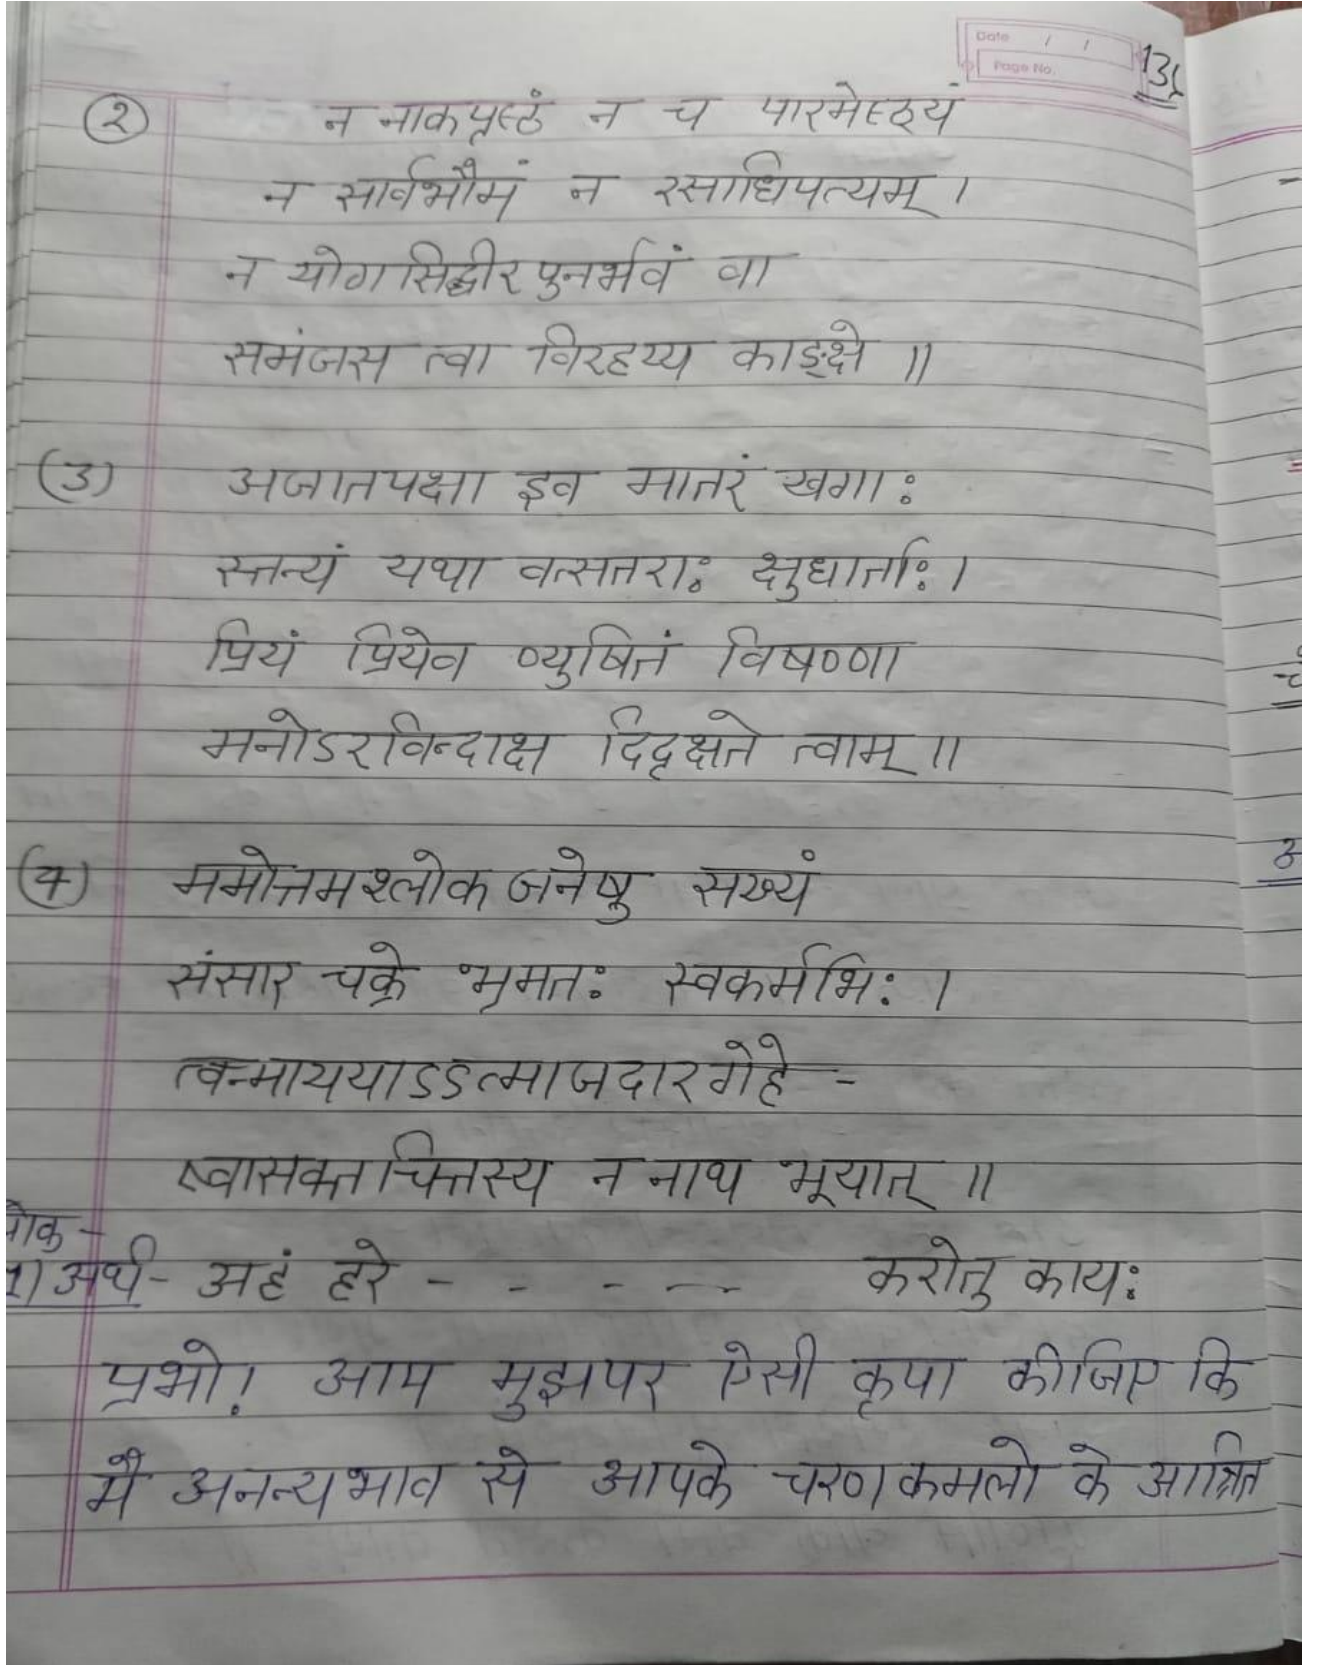 Date / /
Page No.
(२) न नाकपृष्ठं न च पारमेष्ठ्यं
न सार्वभौमं न रसाधिपत्यम् ।
न योगसिद्धीरपुनर्भवं वा
समंजस त्वा विरहय्य काङ्क्षे ॥
(3) अजातपक्षा इव मातरं खगाः
स्तन्यं यथा वत्सतराः क्षुधार्ताः ।
प्रियं प्रियेव व्युषितं विषण्णा
मनोऽरविन्दाक्ष दिदृक्षते त्वाम् ॥
(4) ममोत्तमश्लोक जनेषु सख्यं
संसार चक्रे भ्रमतः स्वकर्मभिः ।
त्वन्माययाऽऽत्माजदारगेहे -
ष्वासक्तचित्तस्य न नाथ भूयात् ॥
1) अर्थ - अहं हरे - - - - - करोतु कायः
प्रभो! आप मुझपर ऐसी कृपा कीजिए कि
मै अनन्यभाव से आपके चरणकमलो के आश्रित